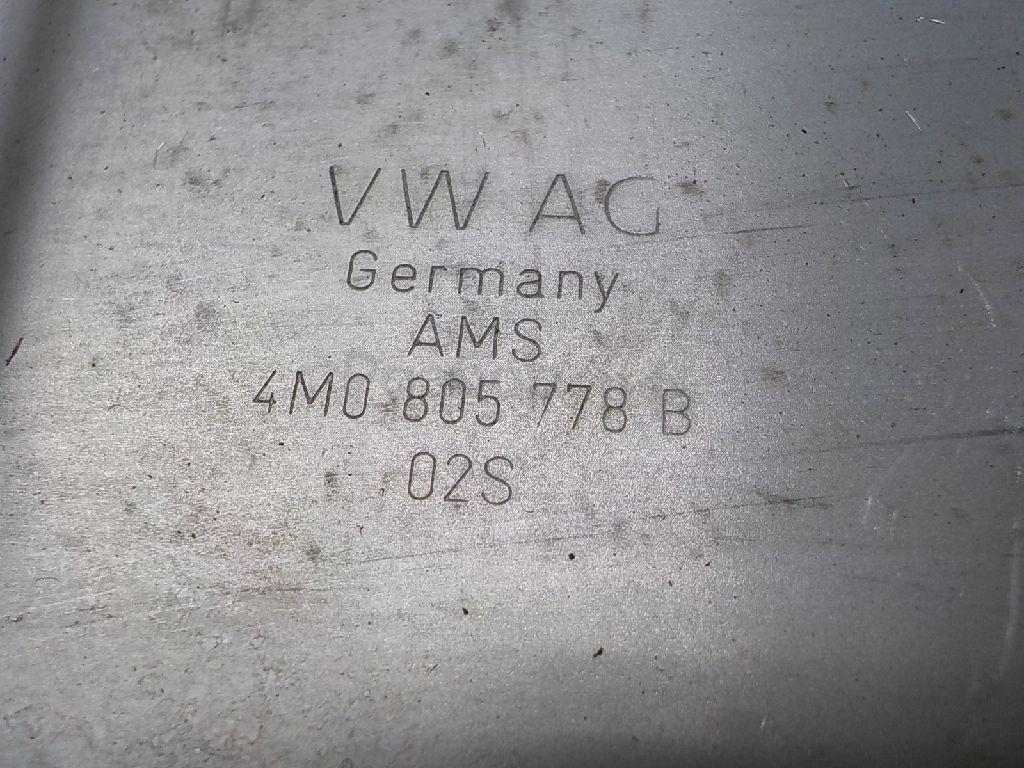 VW AG
Germany
AMS
4M0 805 778 B
02S